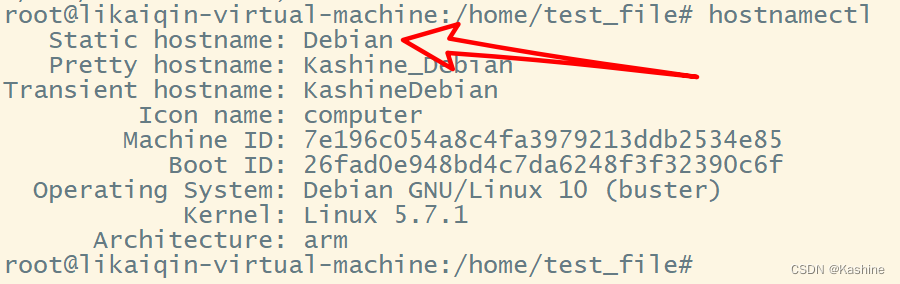 root@likaiqin-virtual-machine:/home/test_file# hostnamectl
Static hostname: Debian
Pretty hostname: Kashine_Debian
Transient hostname: KashineDebian
Icon name: computer
Machine ID: 7e196c054a8c4fa3979213ddb2534e85
Boot ID: 26fad0e948bd4c7da6248f3f32390c6f
Operating System: Debian GNU/Linux 10 (buster)
Kernel: Linux 5.7.1
Architecture: arm
root@likaiqin-virtual-machine:/home/test_file#
CSDN @Kashine